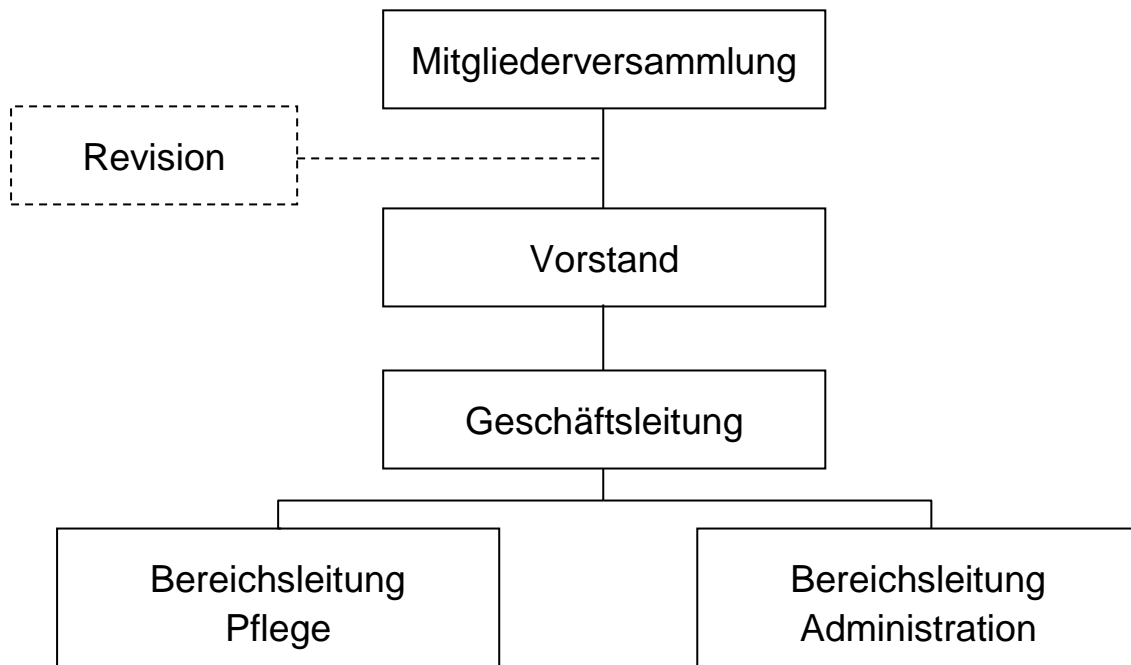 Mitgliederversammlung
Revision
Vorstand
Geschäftsleitung
Bereichsleitung
Pflege
Bereichsleitung
Administration